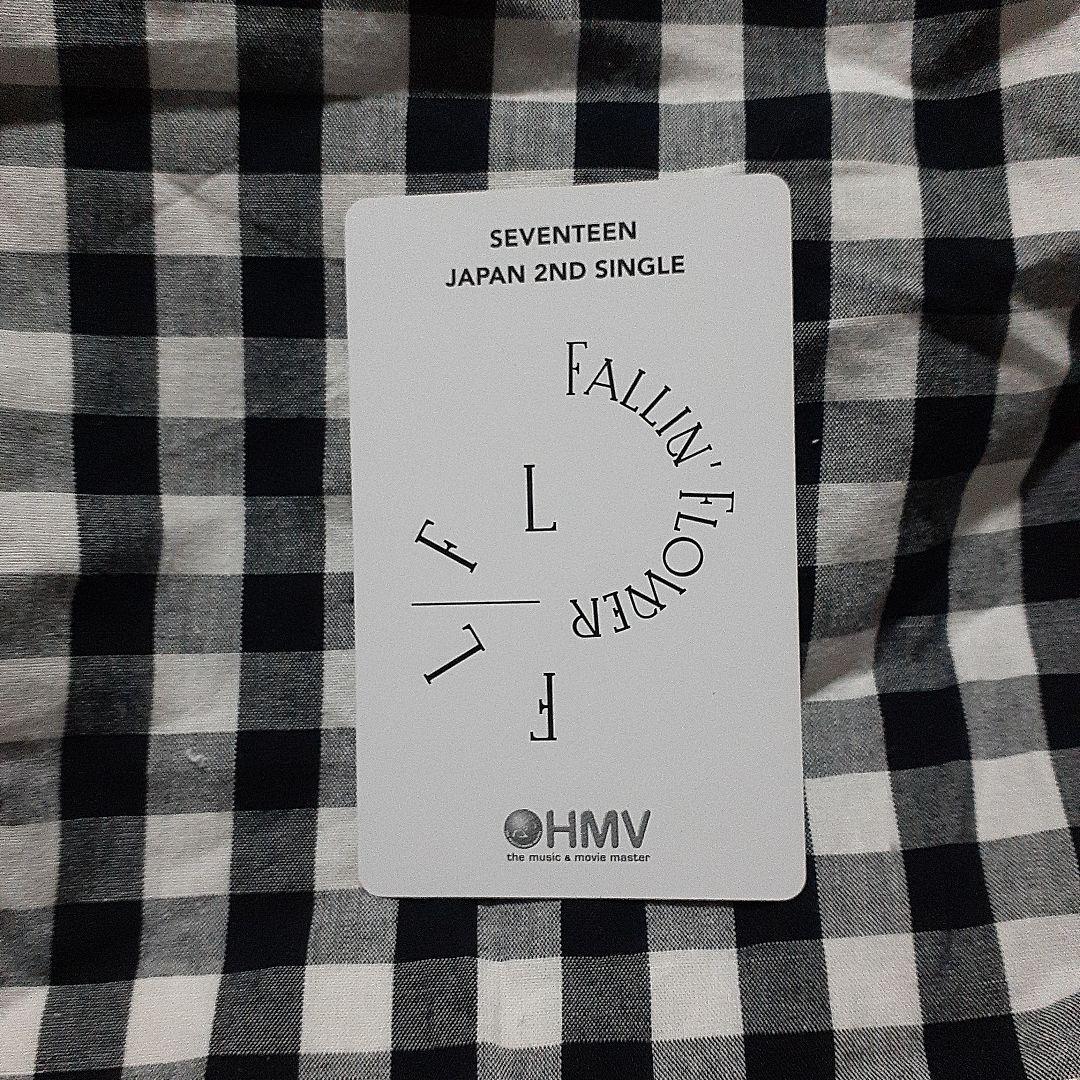 SEVENTEEN
JAPAN 2ND SINGLE
FALLIN' FLOWER
L
F
L
F
HMV
the music & movie master